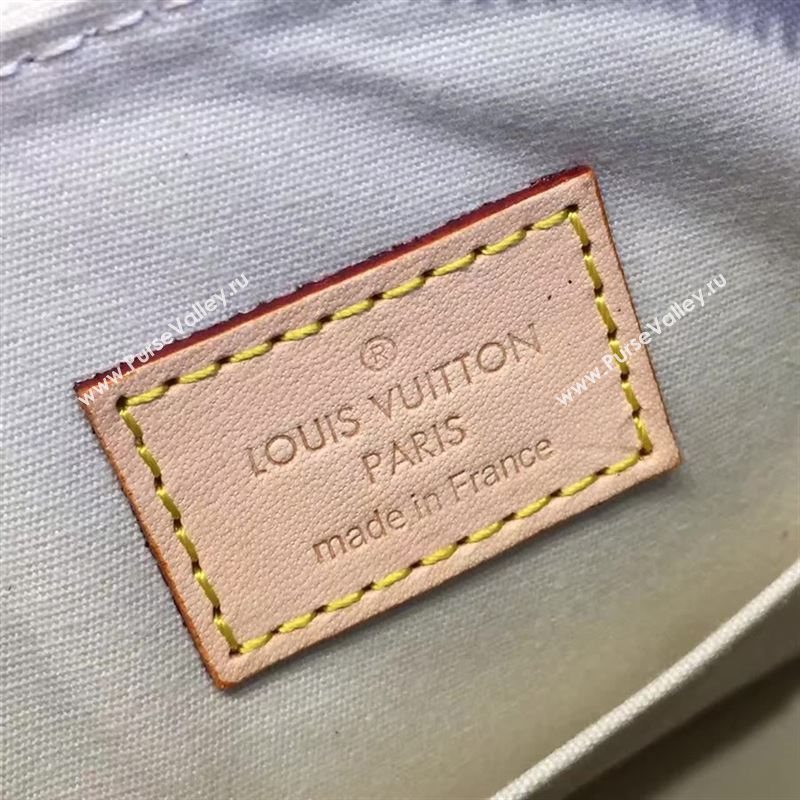 ®
LOUIS VUITTON
PARIS
made in France
www.PurseValley.ru
www.PurseValley.ru